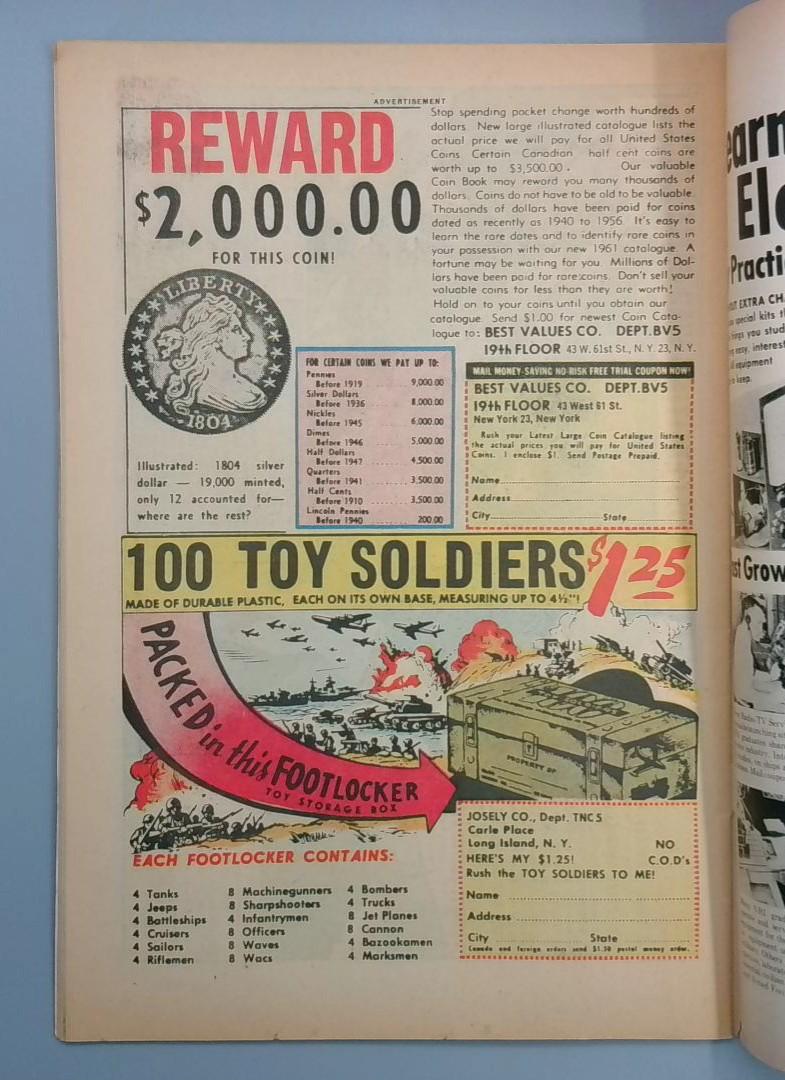 ADVERTISEMENT
REWARD
$2,000.00
FOR THIS COIN!
LIBERTY
1804
Illustrated: 1804 silver
dollar — 19,000 minted,
only 12 accounted for—
where are the rest?
Stop spending pocket change worth hundreds of
dollars. New large illustrated catalogue lists the
actual price we will pay for all United States
Coins. Certain Canadian half cent coins are
worth up to $3,500.00. Our valuable
Coin Book may reward you many thousands of
dollars. Coins do not have to be old to be valuable.
Thousands of dollars have been paid for coins
dated as recently as 1940 to 1956. It's easy to
learn the rare dates and to identify rare coins in
your possession with our new 1961 catalogue. A
fortune may be waiting for you. Millions of Dol-
lars have been paid for rare coins. Don't sell your
valuable coins for less than they are worth!
Hold on to your coins until you obtain our
catalogue. Send $1.00 for newest Coin Cata-
logue to: BEST VALUES CO. DEPT.BV5
19th FLOOR 43 W. 61st St., N. Y. 23, N. Y.
FOR CERTAIN COINS WE PAY UP TO:
Pennies
Before 1919 9,000.00
Silver Dollars
Before 1936 8,000.00
Nickles
Before 1945 6,000.00
Dimes
Before 1946 5,000.00
Half Dollars
Before 1947 4,500.00
Quarters
Before 1941 3,500.00
Half Cents
Before 1910 3,500.00
Lincoln Pennies
Before 1940 200.00
MAIL MONEY-SAVING NO-RISK FREE TRIAL COUPON NOW!
BEST VALUES CO. DEPT.BV5
19th FLOOR 43 West 61 St.
New York 23, New York
Rush your Latest Large Coin Catalogue listing
the actual prices you will pay for United States
Coins. I enclose $1. Send Postage Prepaid.
Name
Address
City State
100 TOY SOLDIERS $1.25
MADE OF DURABLE PLASTIC, EACH ON ITS OWN BASE, MEASURING UP TO 4½"!
PACKED in this FOOTLOCKER
TOY STORAGE BOX
PROPERTY OF
EACH FOOTLOCKER CONTAINS:
4 Tanks
4 Jeeps
4 Battleships
4 Cruisers
4 Sailors
4 Riflemen
8 Machinegunners
8 Sharpshooters
4 Infantrymen
8 Officers
8 Waves
8 Wacs
4 Bombers
4 Trucks
8 Jet Planes
8 Cannon
4 Bazookamen
4 Marksmen
JOSELY CO., Dept. TNC5
Carle Place
Long Island, N. Y. NO
HERE'S MY $1.25! C.O.D's
Rush the TOY SOLDIERS TO ME!
Name
Address
City State
Canada and foreign orders send $1.50 postal money order.
earn
Ele
Practi
special kits
equipment
keep.